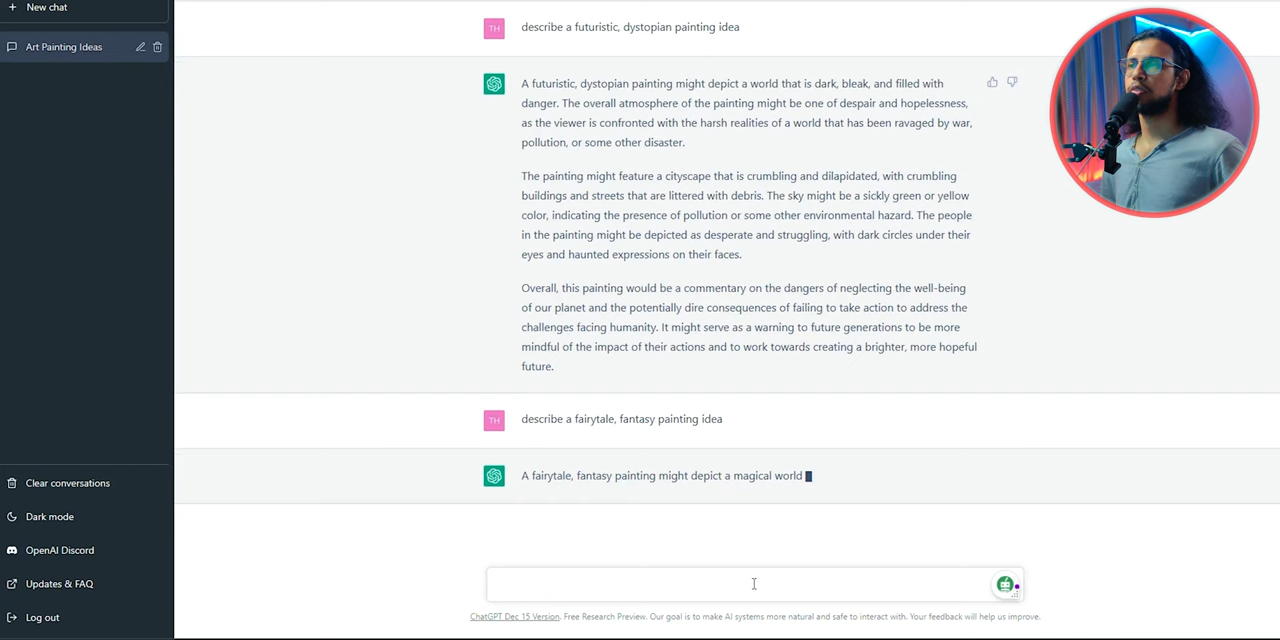 New chat
Art Painting Ideas
TH
describe a futuristic, dystopian painting idea
A futuristic, dystopian painting might depict a world that is dark, bleak, and filled with
danger. The overall atmosphere of the painting might be one of despair and hopelessness,
as the viewer is confronted with the harsh realities of a world that has been ravaged by war,
pollution, or some other disaster.
The painting might feature a cityscape that is crumbling and dilapidated, with crumbling
buildings and streets that are littered with debris. The sky might be a sickly green or yellow
color, indicating the presence of pollution or some other environmental hazard. The people
in the painting might be depicted as desperate and struggling, with dark circles under their
eyes and haunted expressions on their faces.
Overall, this painting would be a commentary on the dangers of neglecting the well-being
of our planet and the potentially dire consequences of failing to take action to address the
challenges facing humanity. It might serve as a warning to future generations to be more
mindful of the impact of their actions and to work towards creating a brighter, more hopeful
future.
TH
describe a fairytale, fantasy painting idea
A fairytale, fantasy painting might depict a magical world
Clear conversations
Dark mode
OpenAI Discord
Updates & FAQ
Log out
ChatGPT Dec 15 Version. Free Research Preview. Our goal is to make AI systems more natural and safe to interact with. Your feedback will help us improve.